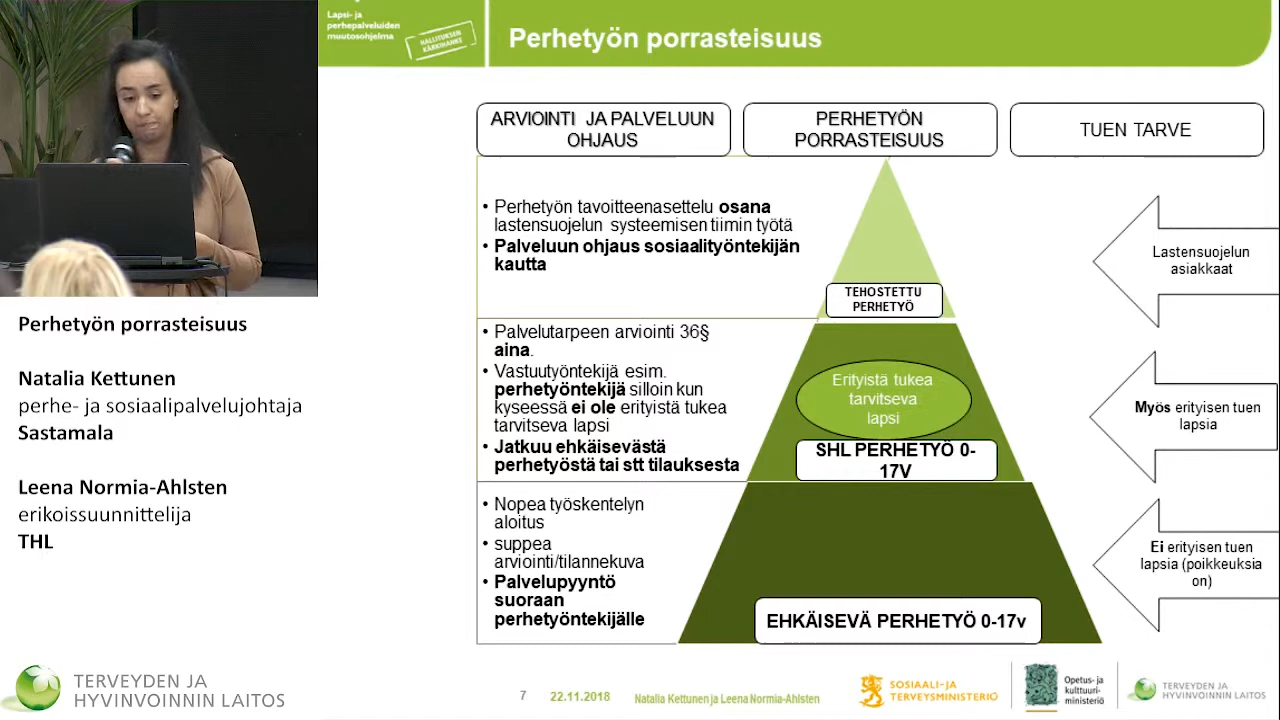 Lapsi- ja
perhepalveluiden
muutosohjelma
HALLITUKSEN
KÄRKIHANKE
Perhetyön porrasteisuus
ARVIOINTI JA PALVELUUN
OHJAUS
PERHETYÖN
PORRASTEISUUS
TUEN TARVE
• Perhetyön tavoitteenasettelu osana
lastensuojelun systeemisen tiimin työtä
• Palveluun ohjaus sosiaalityöntekijän
kautta
TEHOSTETTU
PERHETYÖ
Lastensuojelun
asiakkaat
• Palvelutarpeen arviointi 36§
aina.
• Vastuutyöntekijä esim.
perhetyöntekijä silloin kun
kyseessä ei ole erityistä tukea
tarvitseva lapsi
• Jatkuu ehkäisevästä
perhetyöstä tai stt tilauksesta
Erityistä tukea
tarvitseva
lapsi
SHL PERHETYÖ 0-
17V
Myös erityisen tuen
lapsia
• Nopea työskentelyn
aloitus
• suppea
arviointi/tilannekuva
• Palvelupyyntö
suoraan
perhetyöntekijälle
EHKÄISEVÄ PERHETYÖ 0-17v
Ei erityisen tuen
lapsia (poikkeuksia
on)
Perhetyön porrasteisuus
Natalia Kettunen
perhe- ja sosiaalipalvelujohtaja
Sastamala
Leena Normia-Ahlsten
erikoissuunnittelija
THL
TERVEYDEN JA
HYVINVOINNIN LAITOS
7
22.11.2018
Natalia Kettunen ja Leena Normia-Ahlsten
SOSIAALI- JA
TERVEYSMINISTERIÖ
Opetus- ja
kulttuuri-
ministeriö
TERVEYDEN JA
HYVINVOINNIN LAITOS